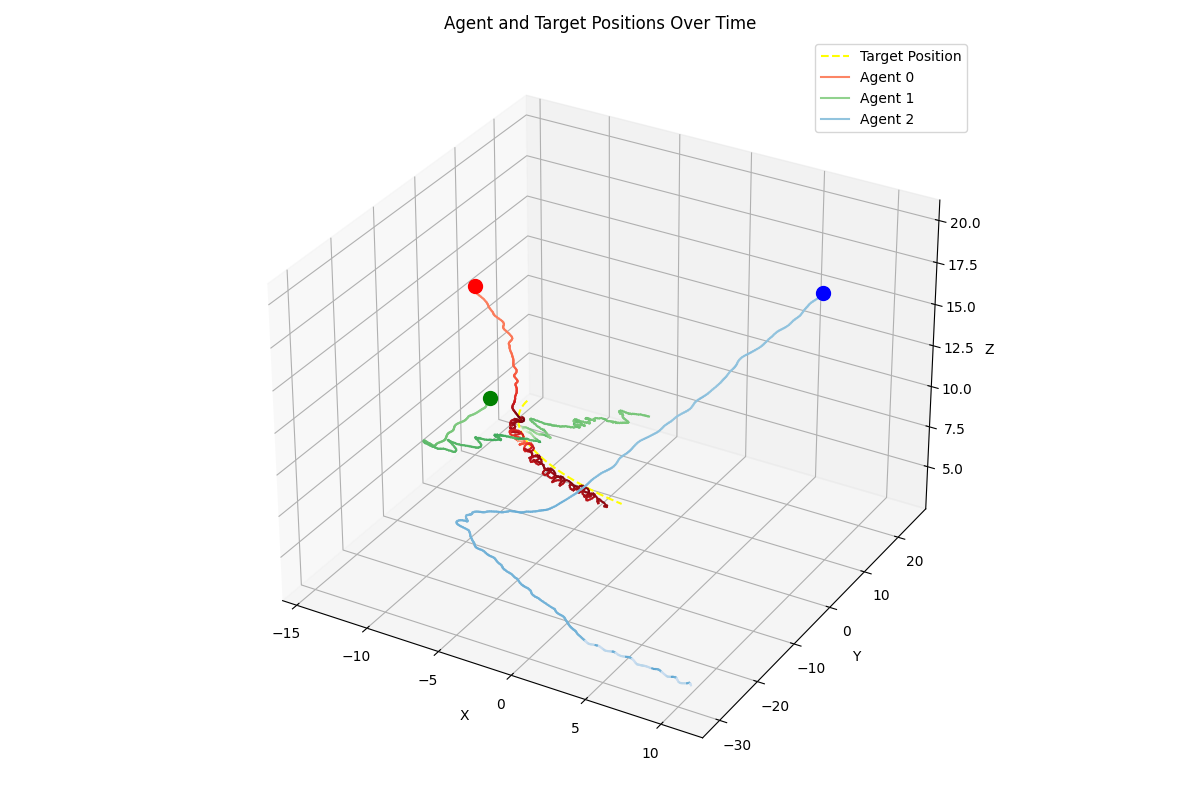 Agent and Target Positions Over Time
Target Position
Agent 0
Agent 1
Agent 2
20.0
17.5
15.0
12.5
10.0
7.5
5.0
Z
20
10
0
−10
−20
−30
Y
−15
−10
−5
0
5
10
X